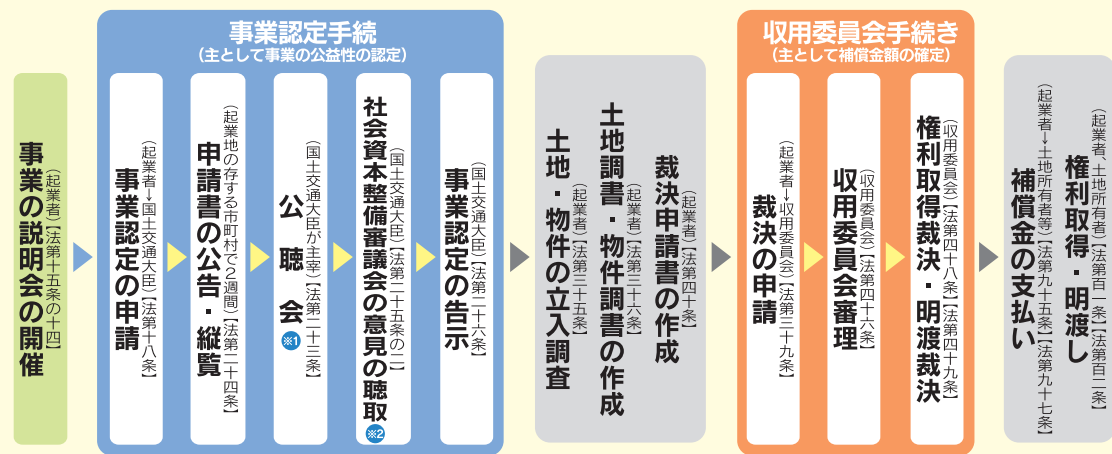 事業の説明会の開催
(起業者)【法第十五条の十四】
事業認定手続
(主として事業の公益性の認定)
事業認定の申請
(起業者→国土交通大臣)【法第十八条】
申請書の公告・縦覧
(起業地の存する市町村で2週間)【法第二十四条】
公聴会※1
(国土交通大臣が主宰)【法第二十三条】
社会資本整備審議会の意見の聴取※2
(国土交通大臣)【法第二十五条の二】
事業認定の告示
(国土交通大臣)【法第二十六条】
土地・物件の立入調査
(起業者)【法第三十五条】
土地調書・物件調書の作成
(起業者)【法第三十六条】
裁決申請書の作成
(起業者)【法第四十条】
収用委員会手続き
(主として補償金額の確定)
裁決の申請
(起業者→収用委員会)【法第三十九条】
収用委員会審理
(収用委員会)【法第四十六条】
権利取得裁決・明渡裁決
(収用委員会)【法第四十八条】【法第四十九条】
補償金の支払い
(起業者→土地所有者等)【法第九十五条】【法第九十七条】
権利取得・明渡し
(起業者、土地所有者)【法第百一条】【法第百二条】